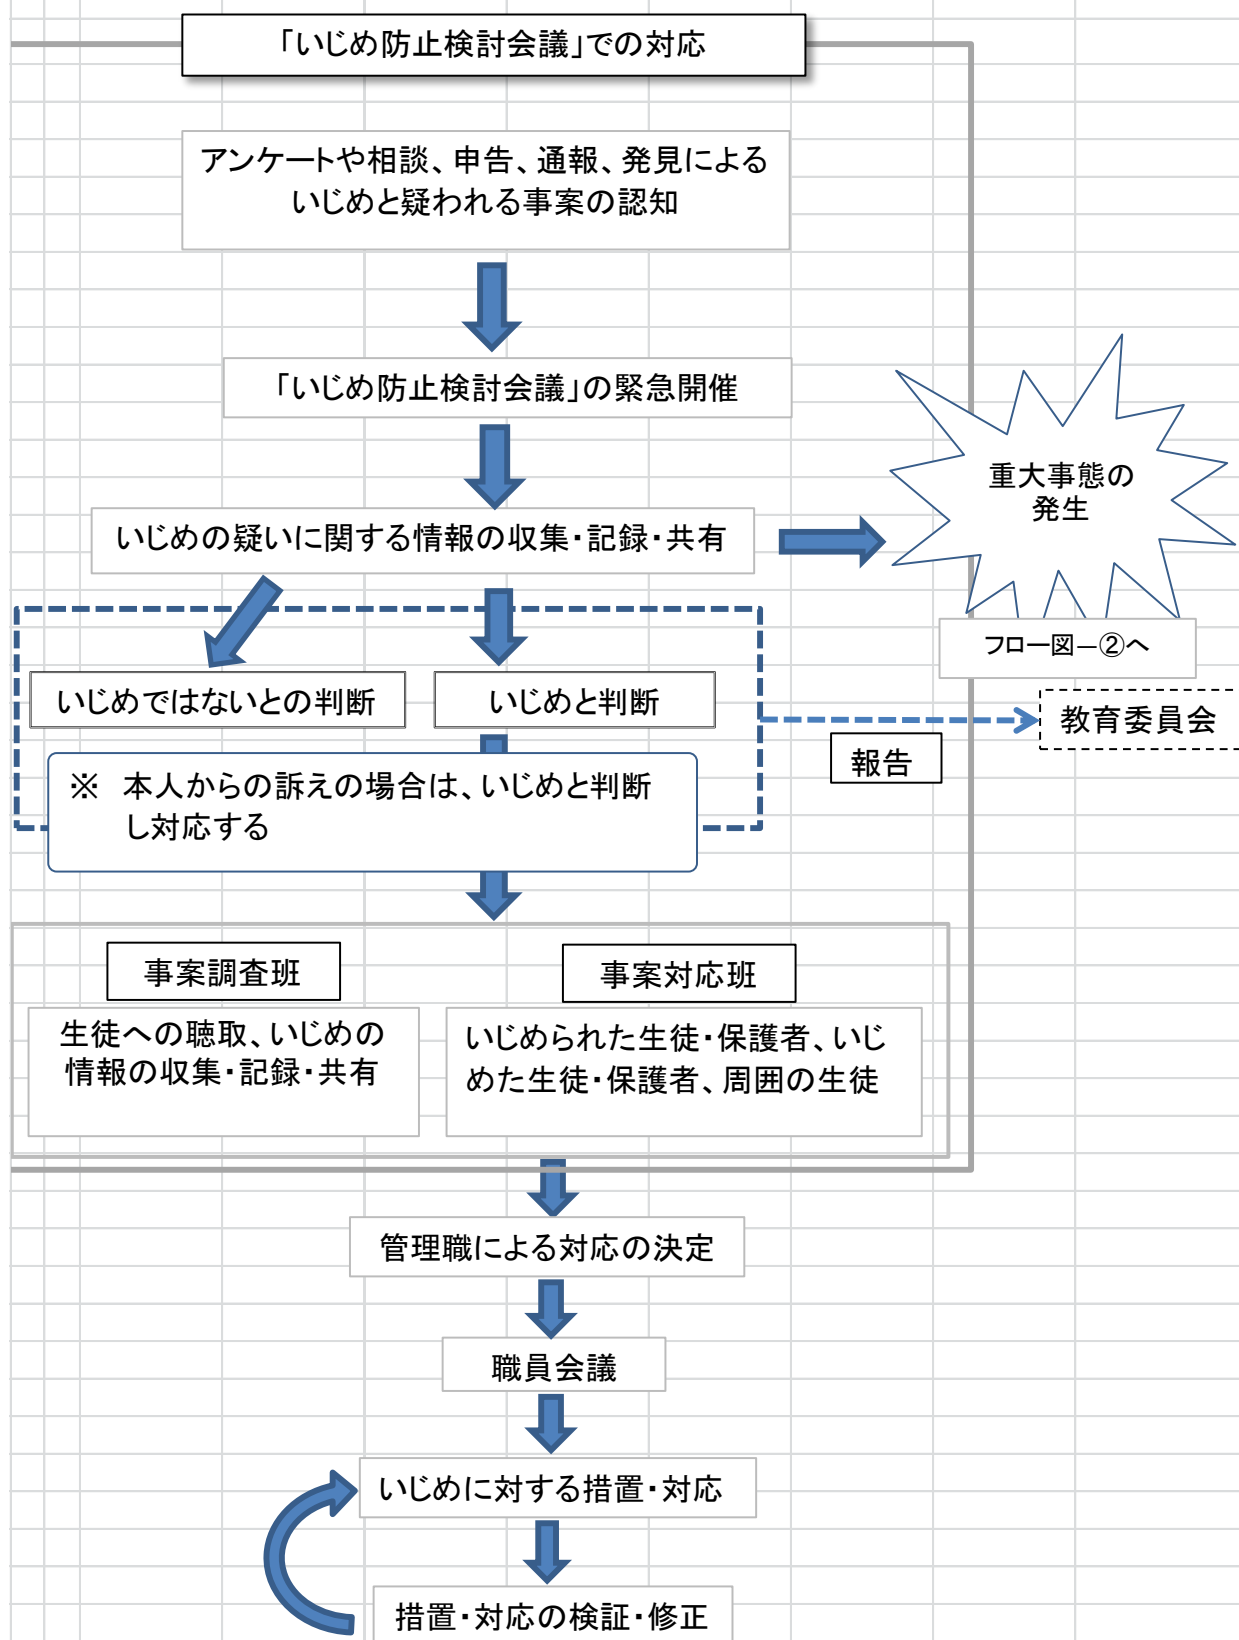 「いじめ防止検討会議」での対応
アンケートや相談、申告、通報、発見による
いじめと疑われる事案の認知
「いじめ防止検討会議」の緊急開催
重大事態の
発生
いじめの疑いに関する情報の収集・記録・共有
フロー図―②へ
いじめではないとの判断
いじめと判断
教育委員会
報告
※　本人からの訴えの場合は、いじめと判断
し対応する
事案調査班
事案対応班
生徒への聴取、いじめの
情報の収集・記録・共有
いじめられた生徒・保護者、いじ
めた生徒・保護者、周囲の生徒
管理職による対応の決定
職員会議
いじめに対する措置・対応
措置・対応の検証・修正